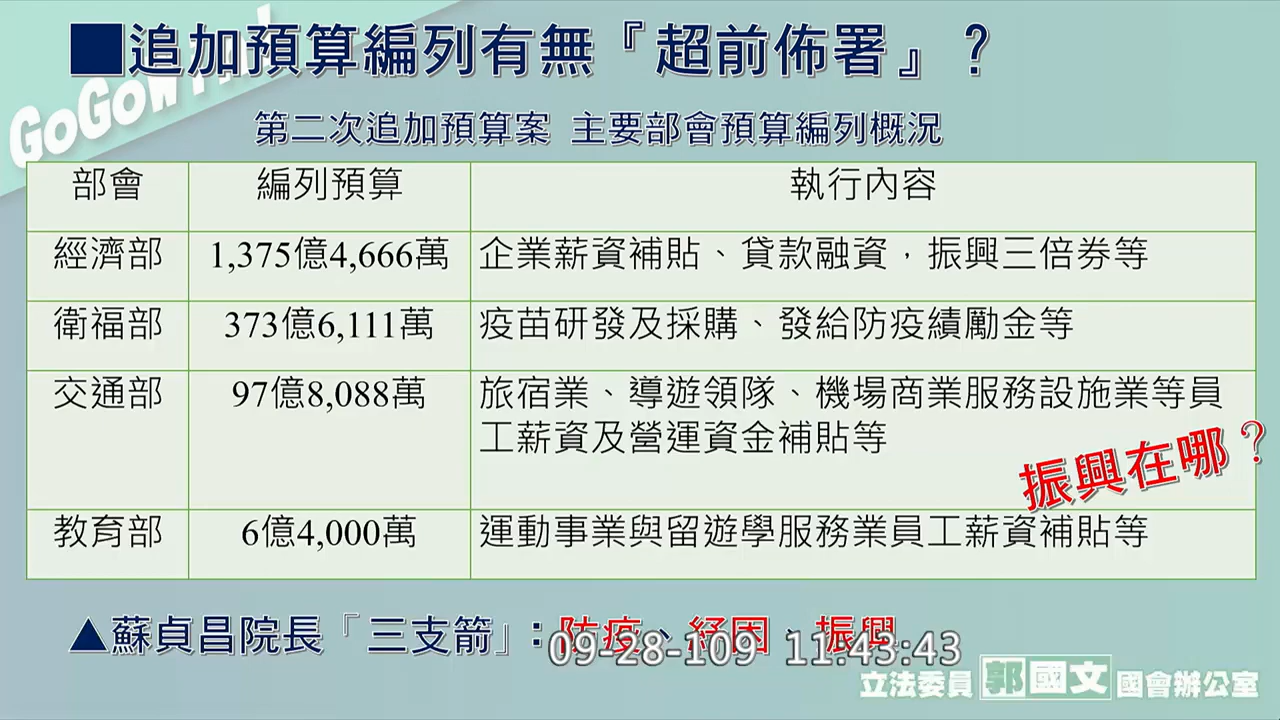 ■追加預算編列有無『超前佈署』？
第二次追加預算案 主要部會預算編列概況
部會 編列預算 執行內容
經濟部 1,375億4,666萬 企業薪資補貼、貸款融資，振興三倍券等
衛福部 373億6,111萬 疫苗研發及採購、發給防疫績勵金等
交通部 97億8,088萬 旅宿業、導遊領隊、機場商業服務設施業等員
工薪資及營運資金補貼等
振興在哪？
教育部 6億4,000萬 運動事業與留遊學服務業員工薪資補貼等
▲蘇貞昌院長「三支箭」：防疫、紓困、振興
09-28-109 11:43:43
立法委員 郭國文 國會辦公室